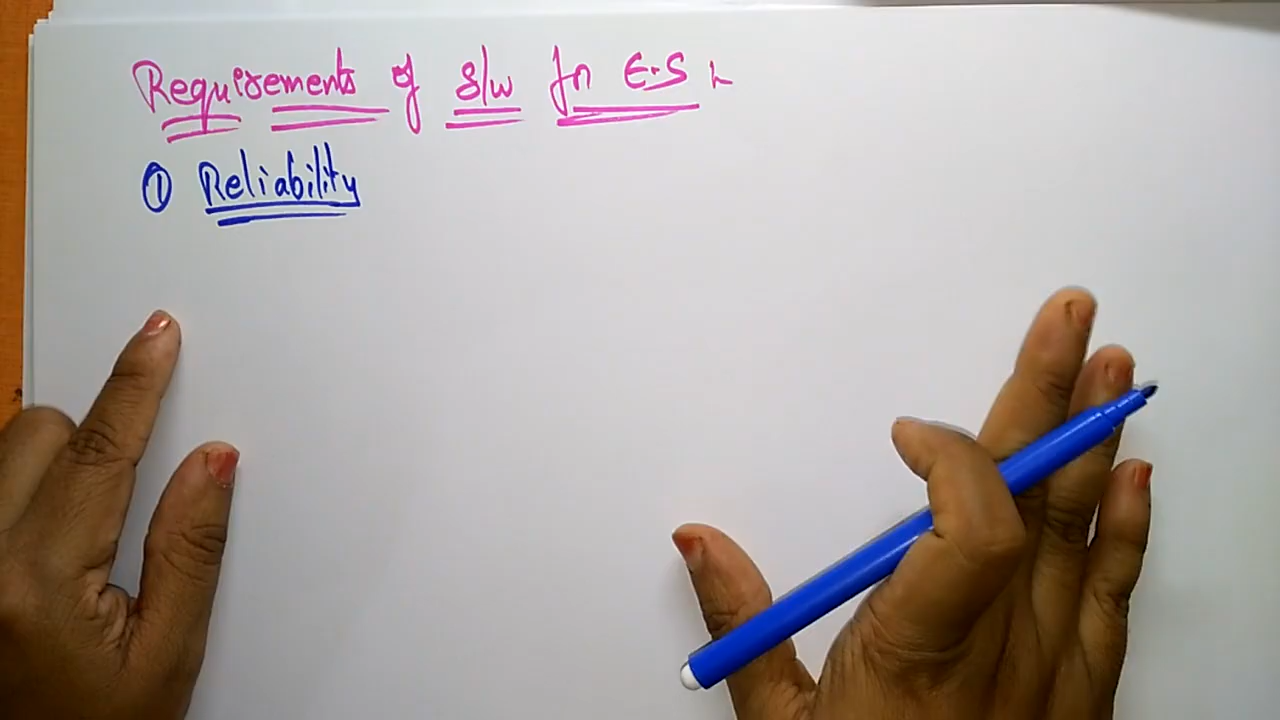 Requirements of S/w for E.S :-
① Reliability